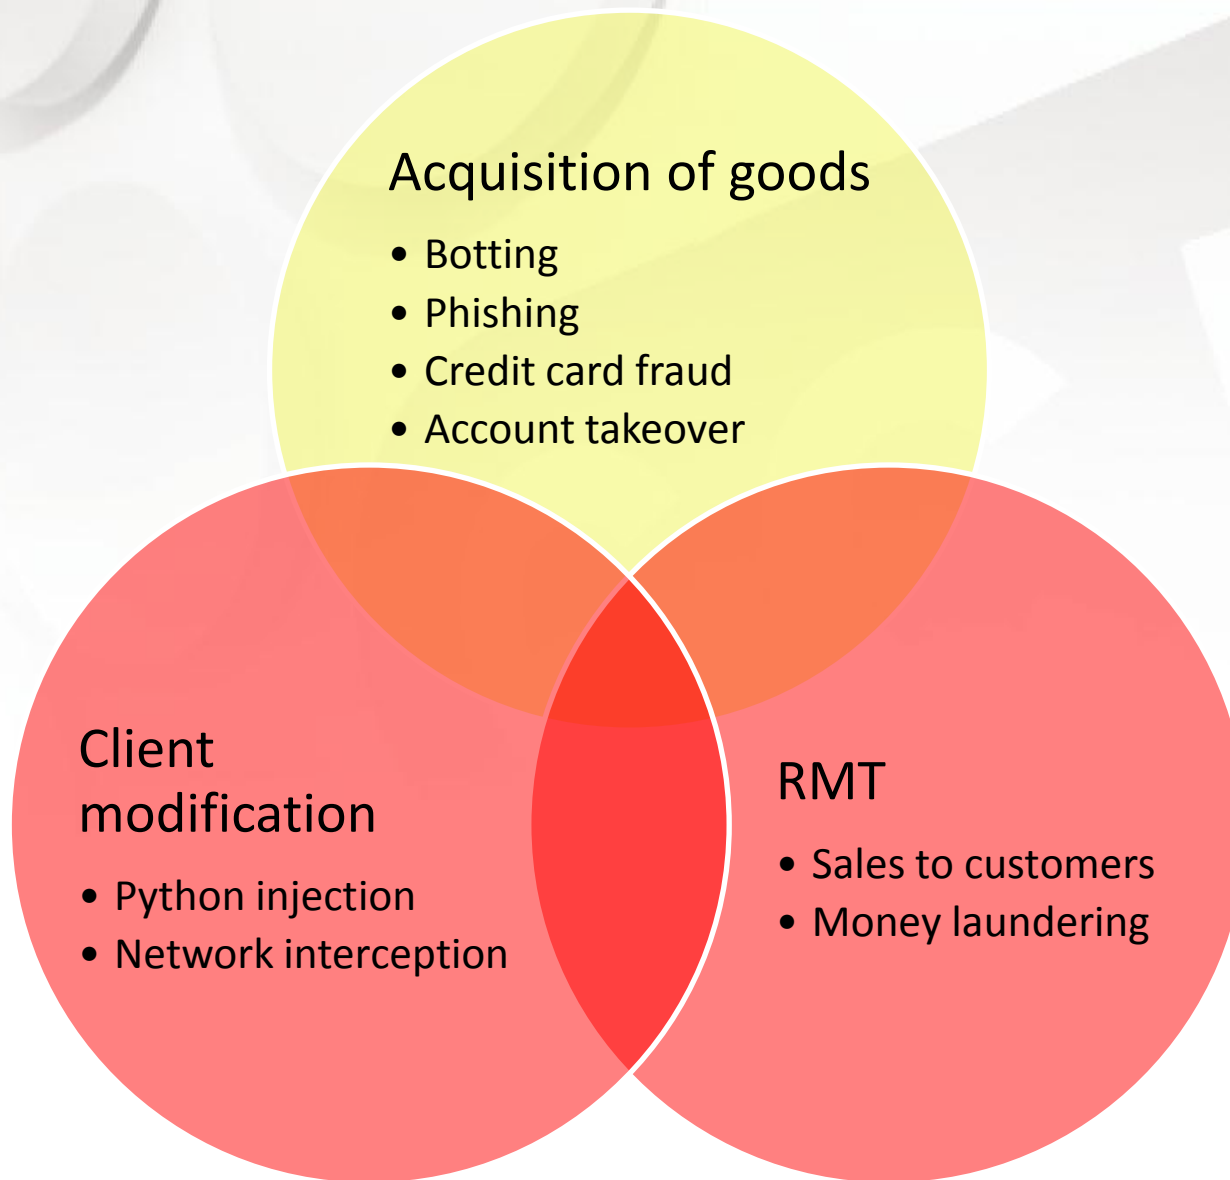 Acquisition of goods
• Botting
• Phishing
• Credit card fraud
• Account takeover
Client
modification
• Python injection
• Network interception
RMT
• Sales to customers
• Money laundering